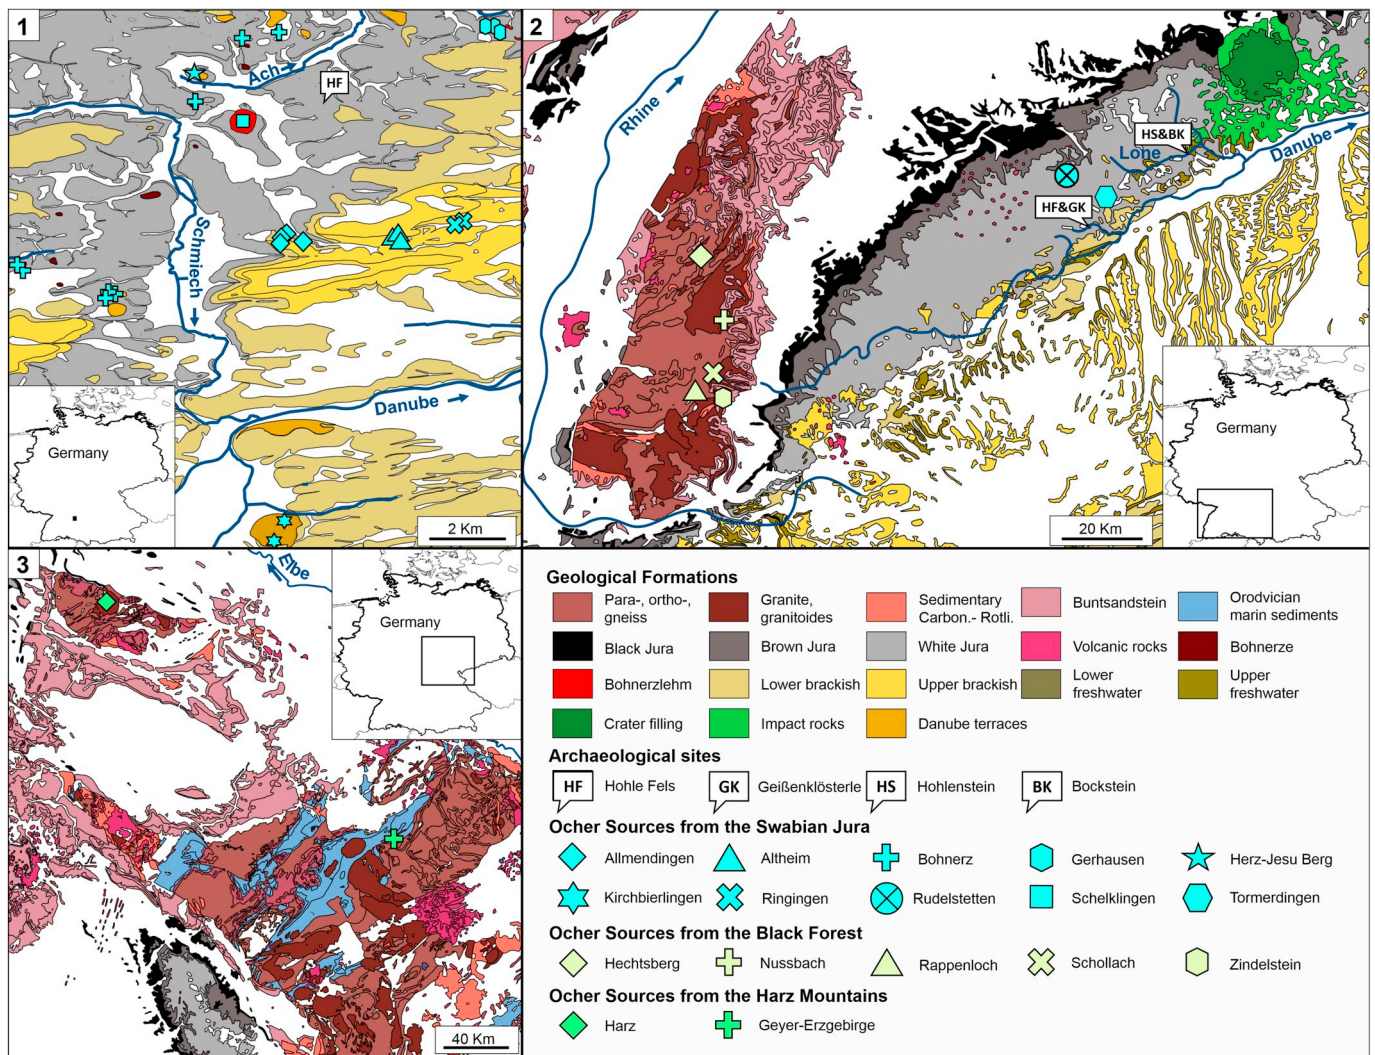 1
Ach
HF
Schmiech
Danube
Germany
2 Km
2
Rhine
HS&BK
Lone
Danube
HF&GK
Germany
20 Km
3
Elbe
Germany
40 Km
Geological Formations
Para-, ortho-,
gneiss
Granite,
granitoides
Sedimentary
Carbon.- Rotli.
Buntsandstein
Orodvician
marin sediments
Black Jura
Brown Jura
White Jura
Volcanic rocks
Bohnerze
Bohnerzlehm
Lower brackish
Upper brackish
Lower
freshwater
Upper
freshwater
Crater filling
Impact rocks
Danube terraces
Archaeological sites
HF Hohle Fels
GK Geißenklösterle
HS Hohlenstein
BK Bockstein
Ocher Sources from the Swabian Jura
Allmendingen
Altheim
Bohnerz
Gerhausen
Herz-Jesu Berg
Kirchbierlingen
Ringingen
Rudelstetten
Schelklingen
Tormerdingen
Ocher Sources from the Black Forest
Hechtsberg
Nussbach
Rappenloch
Schollach
Zindelstein
Ocher Sources from the Harz Mountains
Harz
Geyer-Erzgebirge